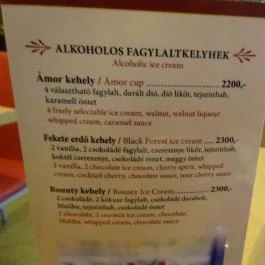 ALKOHOLOS FAGYLALTKELYHEK
Alcoholic ice cream
Ámor kehely / Ámor cup ..................... 2200,-
4 választható fagylalt, darált dió, dió likőr, tejszínhab,
karamell öntet
4 freely selectable ice cream, walnut, walnut liqueur
whipped cream, caramel sauce
Fekete erdő kehely / Black Forest ice cream .... 2300,-
2 vanília, 2 csokoládé fagylalt, cseresznye likőr, tejszínhab,
koktél cseresznye, csokoládé öntet, meggy öntet
2 vanilla, 2 chocolate ice cream, cherry spirit, whipped
cream, cocktail cherry, chocolate sauce, sour cherry sauce
Bounty kehely / Bounty Ice Cream............ 2300,-
2 csokoládé, 2 kókusz fagylalt, csokoládé darabok,
Malibu, tejszínhab, csokoládé öntet
2 chocolate, 2 coconut ice cream, chocolate,
Malibu, whipped cream, chocolate sauce